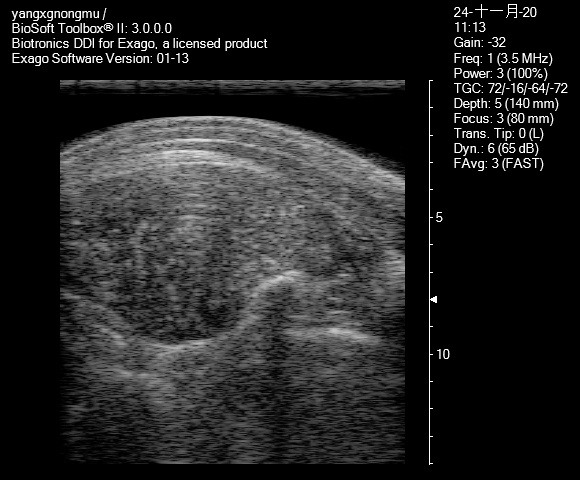 yangxgnongmu /
BioSoft Toolbox® II: 3.0.0.0
Biotronics DDI for Exago, a licensed product
Exago Software Version: 01-13
24-十一月-20
11:13
Gain: -32
Freq: 1 (3.5 MHz)
Power: 3 (100%)
TGC: 72/-16/-64/-72
Depth: 5 (140 mm)
Focus: 3 (80 mm)
Trans. Tip: 0 (L)
Dyn.: 6 (65 dB)
FAvg: 3 (FAST)
5
10